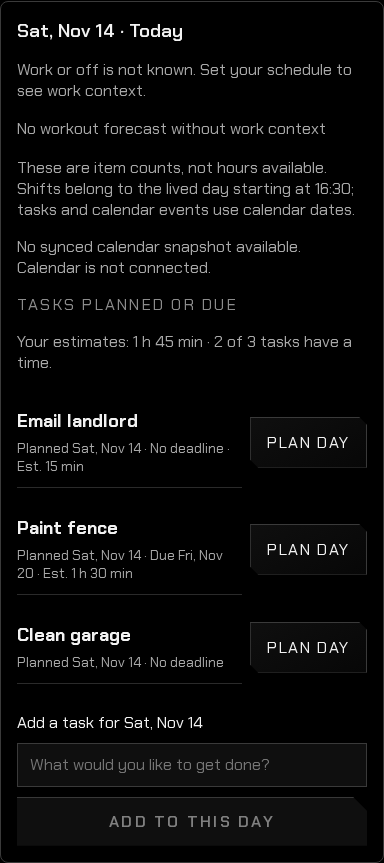 Sat, Nov 14 · Today
Work or off is not known. Set your schedule to
see work context.
No workout forecast without work context
These are item counts, not hours available.
Shifts belong to the lived day starting at 16:30;
tasks and calendar events use calendar dates.
No synced calendar snapshot available.
Calendar is not connected.
TASKS PLANNED OR DUE
Your estimates: 1 h 45 min · 2 of 3 tasks have a
time.
Email landlord
Planned Sat, Nov 14 · No deadline ·
Est. 15 min
PLAN DAY
Paint fence
Planned Sat, Nov 14 · Due Fri, Nov
20 · Est. 1 h 30 min
PLAN DAY
Clean garage
Planned Sat, Nov 14 · No deadline
PLAN DAY
Add a task for Sat, Nov 14
What would you like to get done?
ADD TO THIS DAY